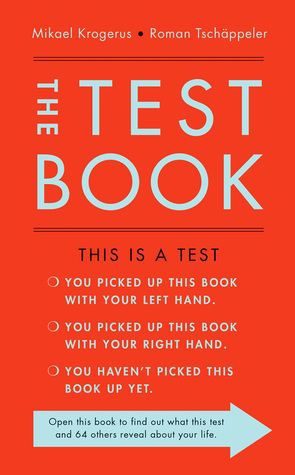 Mikael Krogerus • Roman Tschäppeler
THE TEST
BOOK
THIS IS A TEST
❍ YOU PICKED UP THIS BOOK
WITH YOUR LEFT HAND.
❍ YOU PICKED UP THIS BOOK
WITH YOUR RIGHT HAND.
❍ YOU HAVEN'T PICKED THIS
BOOK UP YET.
Open this book to find out what this test
and 64 others reveal about your life.